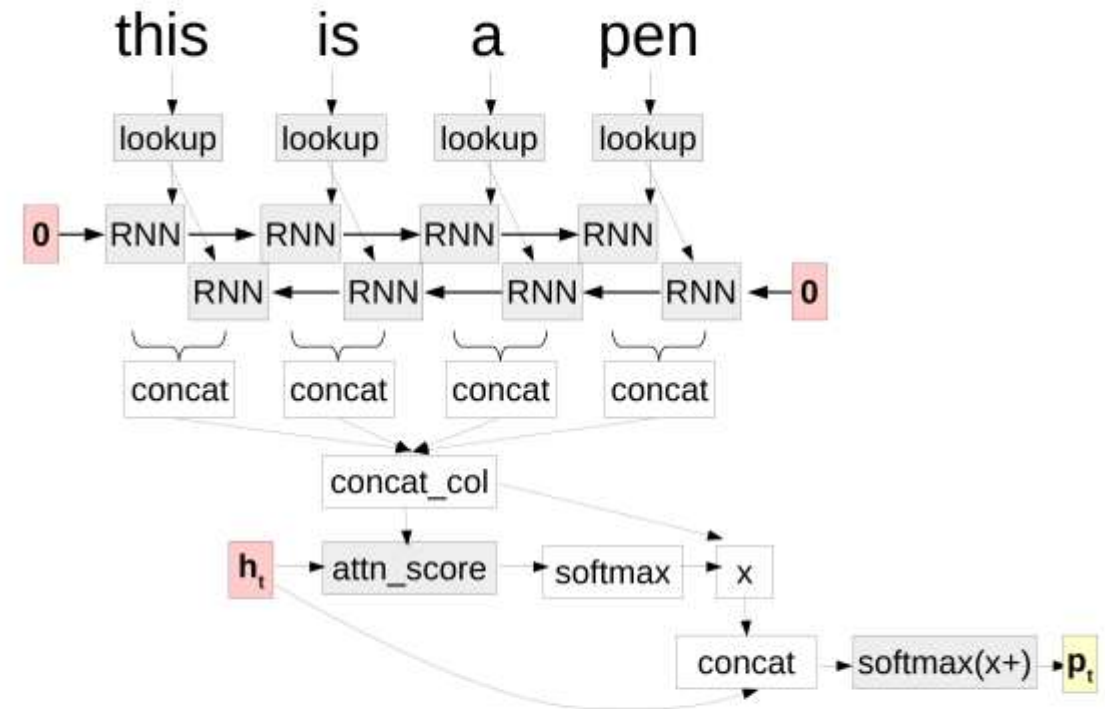 this is a pen
lookup lookup lookup lookup
0 RNN RNN RNN RNN
RNN RNN RNN RNN 0
concat concat concat concat
concat_col
ht attn_score softmax x
concat softmax(x+) pt